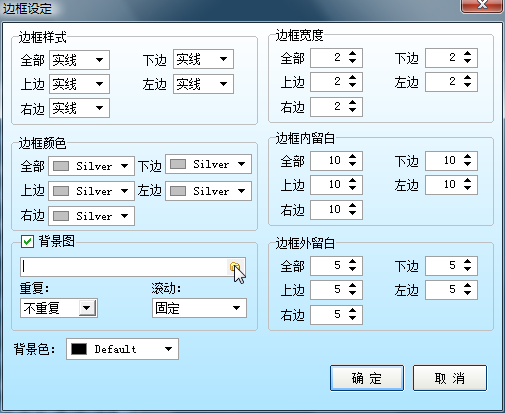 边框设定
边框样式
全部 实线 下边 实线
上边 实线 左边 实线
右边 实线
边框颜色
全部 Silver 下边 Silver
上边 Silver 左边 Silver
右边 Silver
背景图
重复: 滚动:
不重复 固定
背景色: Default
边框宽度
全部 2 下边 2
上边 2 左边 2
右边 2
边框内留白
全部 10 下边 10
上边 10 左边 10
右边 10
边框外留白
全部 5 下边 5
上边 5 左边 5
右边 5
确 定 取 消